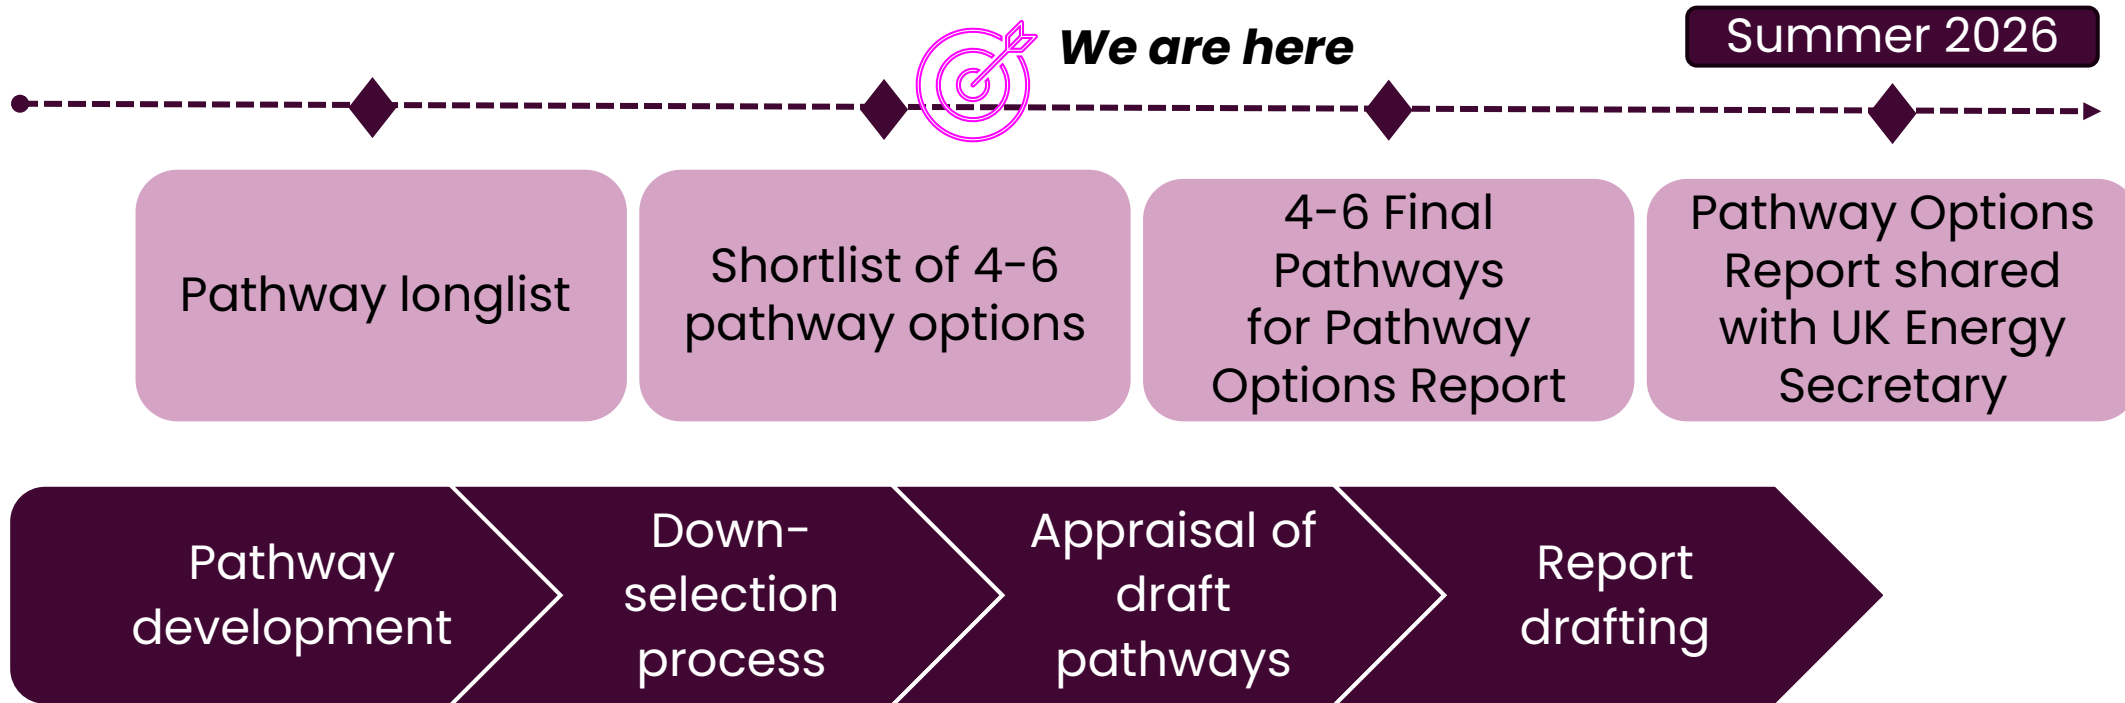 We are here
Summer 2026
Pathway longlist
Shortlist of 4-6
pathway options
4-6 Final
Pathways
for Pathway
Options Report
Pathway Options
Report shared
with UK Energy
Secretary
Pathway
development
Down-
selection
process
Appraisal of
draft
pathways
Report
drafting